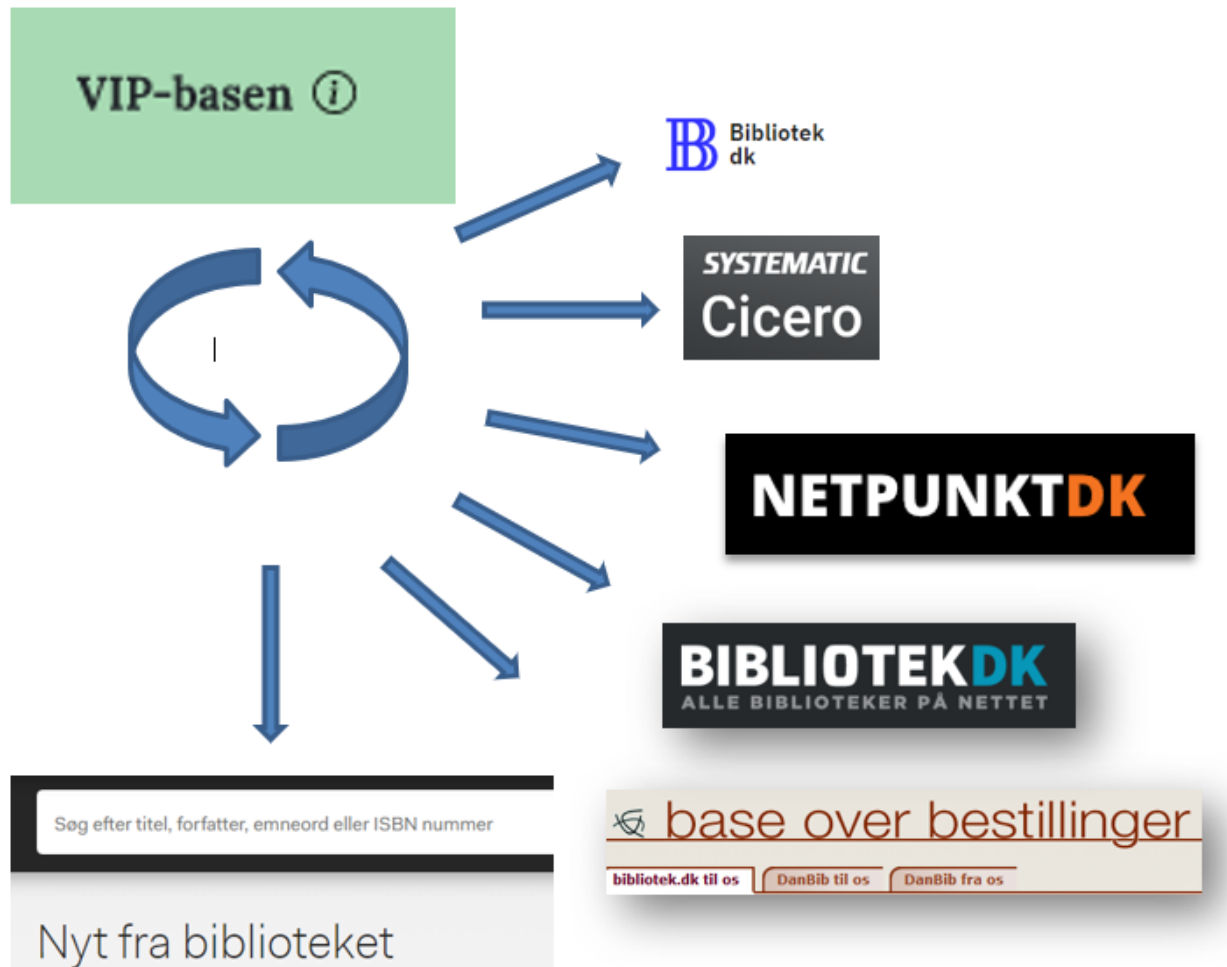 VIP-basen
Bibliotek
dk
SYSTEMATIC
Cicero
NETPUNKTDK
BIBLIOTEKDK
ALLE BIBLIOTEKER PÅ NETTET
Søg efter titel, forfatter, emneord eller ISBN nummer
Nyt fra biblioteket
base over bestillinger
bibliotek.dk til os DanBib til os DanBib fra os